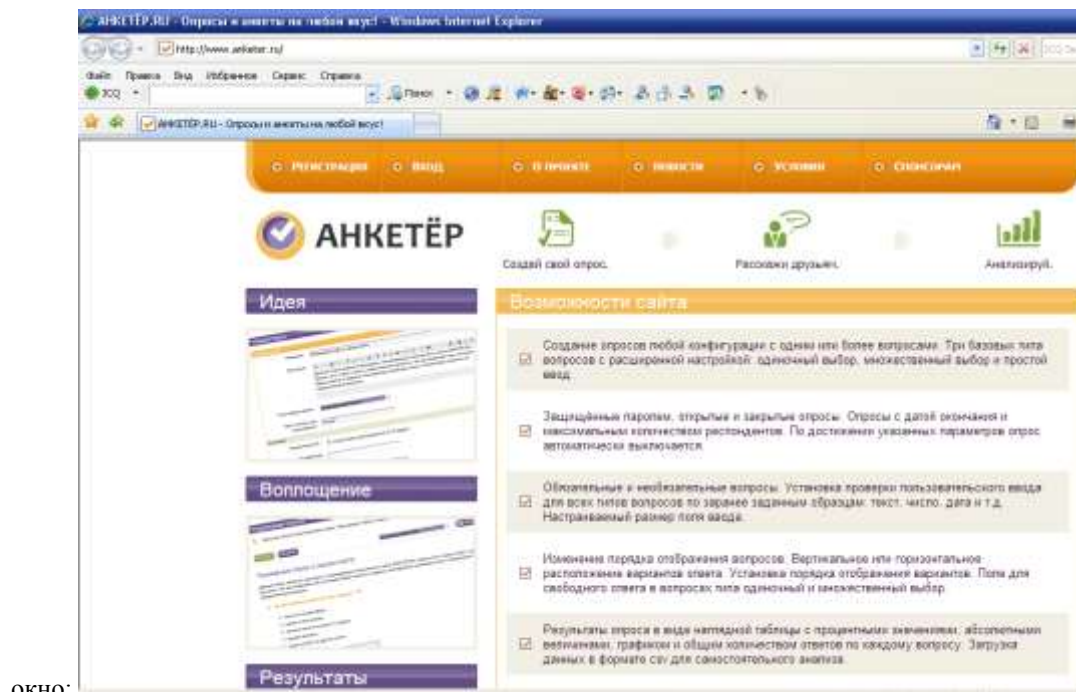 АНКЕТЁР.RU - Опросы и анкеты на любой вкус! - Windows Internet Explorer
http://www.anketer.ru/
Файл Правка Вид Избранное Сервис Справка
ICQ Поиск
АНКЕТЁР.RU - Опросы и анкеты на любой вкус!
Регистрация Вход О проекте Новости Условия Спонсорам
АНКЕТЁР
Создай свой опрос. Расскажи друзьям. Анализируй.
Идея
Возможности сайта
Создание опросов любой конфигурации с одним или более вопросами. Три базовых типа
вопросов с расширенной настройкой: одиночный выбор, множественный выбор и простой
ввод.
Защищённые паролем, открытые и закрытые опросы. Опросы с датой окончания и
максимальным количеством респондентов. По достижении указанных параметров опрос
автоматически выключается.
Воплощение
Обязательные и необязательные вопросы. Установка проверки пользовательского ввода
для всех типов вопросов по заранее заданным образцам: текст, число, дата и т.д.
Настраиваемый размер поля ввода.
Изменение порядка отображения вопросов. Вертикальное или горизонтальное
расположение вариантов ответа. Установка порядка отображения вариантов. Поле для
свободного ответа в вопросах типа одиночный и множественный выбор.
Результаты опроса в виде наглядной таблицы с процентными значениями, абсолютными
величинами, графиком и общим количеством ответов по каждому вопросу. Загрузка
данных в формате csv для самостоятельного анализа.
Результаты
окно: